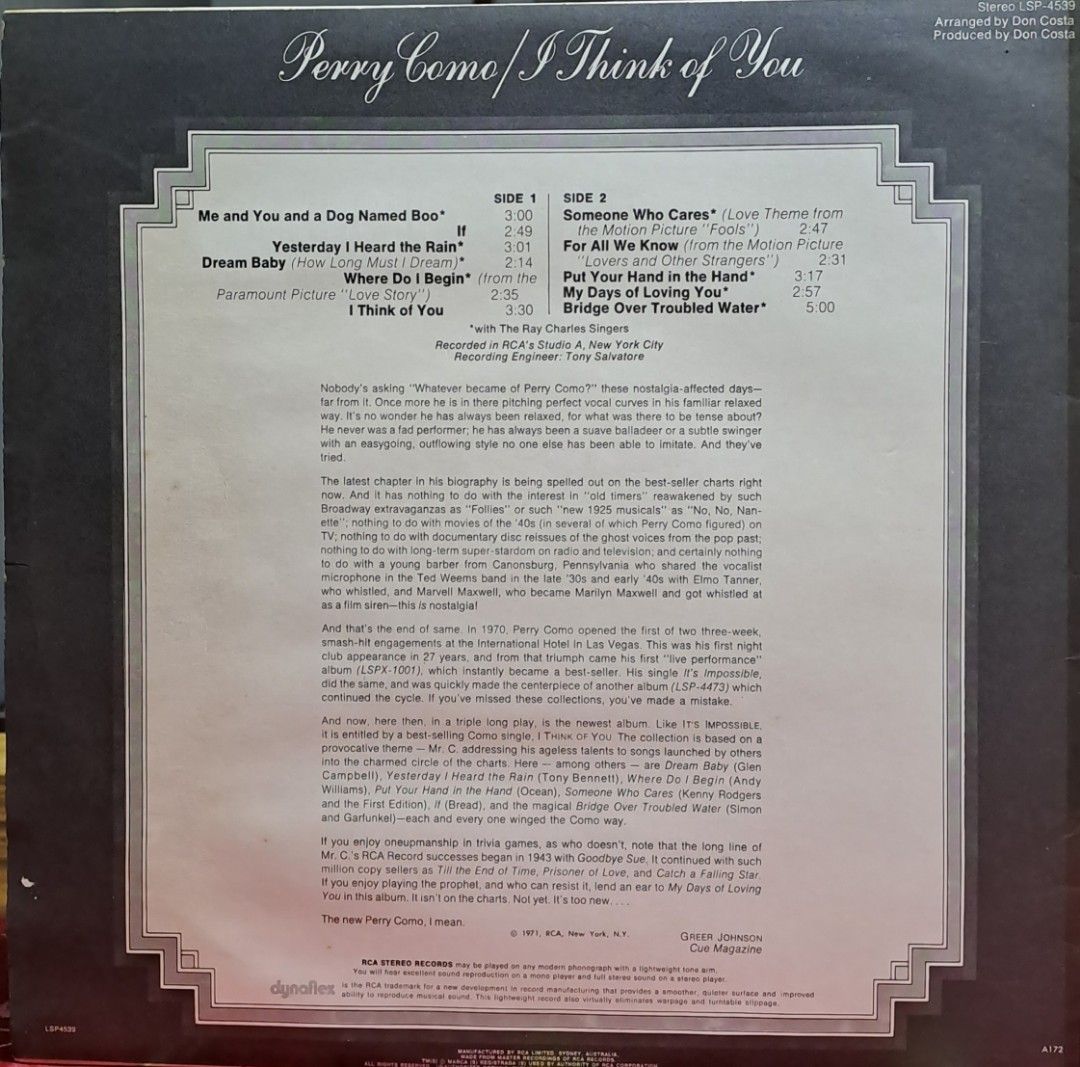 Stereo LSP-4539
Arranged by Don Costa
Produced by Don Costa
Perry Como/I Think of You
SIDE 1
Me and You and a Dog Named Boo* 3:00
If 2:49
Yesterday I Heard the Rain* 3:01
Dream Baby (How Long Must I Dream)* 2:14
Where Do I Begin* (from the
Paramount Picture "Love Story") 2:35
I Think of You 3:30
SIDE 2
Someone Who Cares* (Love Theme from
the Motion Picture "Fools") 2:47
For All We Know (from the Motion Picture
"Lovers and Other Strangers") 2:31
Put Your Hand in the Hand* 3:17
My Days of Loving You* 2:57
Bridge Over Troubled Water* 5:00
*with The Ray Charles Singers
Recorded in RCA's Studio A, New York City
Recording Engineer: Tony Salvatore
Nobody's asking "Whatever became of Perry Como?" these nostalgia-affected days—
far from it. Once more he is in there pitching perfect vocal curves in his familiar relaxed
way. It's no wonder he has always been relaxed, for what was there to be tense about?
He never was a fad performer; he has always been a suave balladeer or a subtle swinger
with an easygoing, outflowing style no one else has been able to imitate. And they've
tried.
The latest chapter in his biography is being spelled out on the best-seller charts right
now. And it has nothing to do with the interest in "old timers" reawakened by such
Broadway extravaganzas as "Follies" or such "new 1925 musicals" as "No, No, Nan-
ette"; nothing to do with movies of the '40s (in several of which Perry Como figured) on
TV; nothing to do with documentary disc reissues of the ghost voices from the pop past;
nothing to do with long-term super-stardom on radio and television; and certainly nothing
to do with a young barber from Canonsburg, Pennsylvania who shared the vocalist
microphone in the Ted Weems band in the late '30s and early '40s with Elmo Tanner,
who whistled, and Marvell Maxwell, who became Marilyn Maxwell and got whistled at
as a film siren—this is nostalgia!
And that's the end of same. In 1970, Perry Como opened the first of two three-week,
smash-hit engagements at the International Hotel in Las Vegas. This was his first night
club appearance in 27 years, and from that triumph came his first "live performance"
album (LSPX-1001), which instantly became a best-seller. His single It's Impossible,
did the same, and was quickly made the centerpiece of another album (LSP-4473) which
continued the cycle. If you've missed these collections, you've made a mistake.
And now, here then, in a triple long play, is the newest album. Like IT'S IMPOSSIBLE,
it is entitled by a best-selling Como single, I THINK OF YOU. The collection is based on a
provocative theme — Mr. C. addressing his ageless talents to songs launched by others
into the charmed circle of the charts. Here — among others — are Dream Baby (Glen
Campbell), Yesterday I Heard the Rain (Tony Bennett), Where Do I Begin (Andy
Williams), Put Your Hand in the Hand (Ocean), Someone Who Cares (Kenny Rodgers
and the First Edition), If (Bread), and the magical Bridge Over Troubled Water (Simon
and Garfunkel)—each and every one winged the Como way.
If you enjoy oneupmanship in trivia games, as who doesn't, note that the long line of
Mr. C.'s RCA Record successes began in 1943 with Goodbye Sue. It continued with such
million copy sellers as Till the End of Time, Prisoner of Love, and Catch a Falling Star.
If you enjoy playing the prophet, and who can resist it, lend an ear to My Days of Loving
You in this album. It isn't on the charts. Not yet. It's too new. . . .
The new Perry Como, I mean.
© 1971, RCA, New York, N.Y.
GREER JOHNSON
Cue Magazine
RCA STEREO RECORDS may be played on any modern phonograph with a lightweight tone arm.
You will hear excellent sound reproduction on a mono player and full stereo sound on a stereo player.
dynaflex is the RCA trademark for a new development in record manufacturing that provides a smoother, quieter surface and improved
ability to reproduce musical sound. This lightweight record also virtually eliminates warpage and turntable slippage.
LSP4539
A172
MANUFACTURED BY RCA LIMITED, SYDNEY, AUSTRALIA,
MADE FROM MASTER RECORDINGS OF RCA RECORDS.
TM(S) ® MARCA (S) REGISTRADA (S) USED BY AUTHORITY OF RCA CORPORATION
ALL RIGHTS RESERVED.